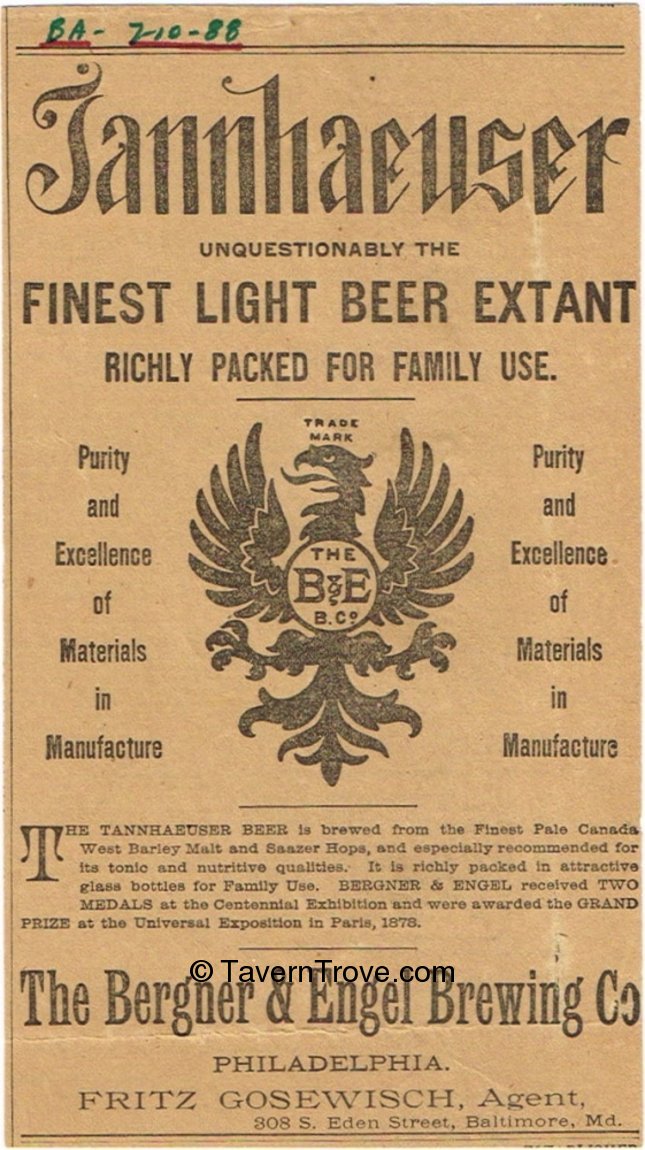 BA - 7-10-88
Tannhaeuser
UNQUESTIONABLY THE
FINEST LIGHT BEER EXTANT
RICHLY PACKED FOR FAMILY USE.
TRADE
MARK
THE
B & E
B. Co
Purity
and
Excellence
of
Materials
in
Manufacture
Purity
and
Excellence
of
Materials
in
Manufacture
THE TANNHAEUSER BEER is brewed from the Finest Pale Canada
West Barley Malt and Saazer Hops, and especially recommended for
its tonic and nutritive qualities. It is richly packed in attractive
glass bottles for Family Use. BERGNER & ENGEL received TWO
MEDALS at the Centennial Exhibition and were awarded the GRAND
PRIZE at the Universal Exposition in Paris, 1878.
© TavernTrove.com
The Bergner & Engel Brewing Co
PHILADELPHIA.
FRITZ GOSEWISCH, Agent,
308 S. Eden Street, Baltimore, Md.